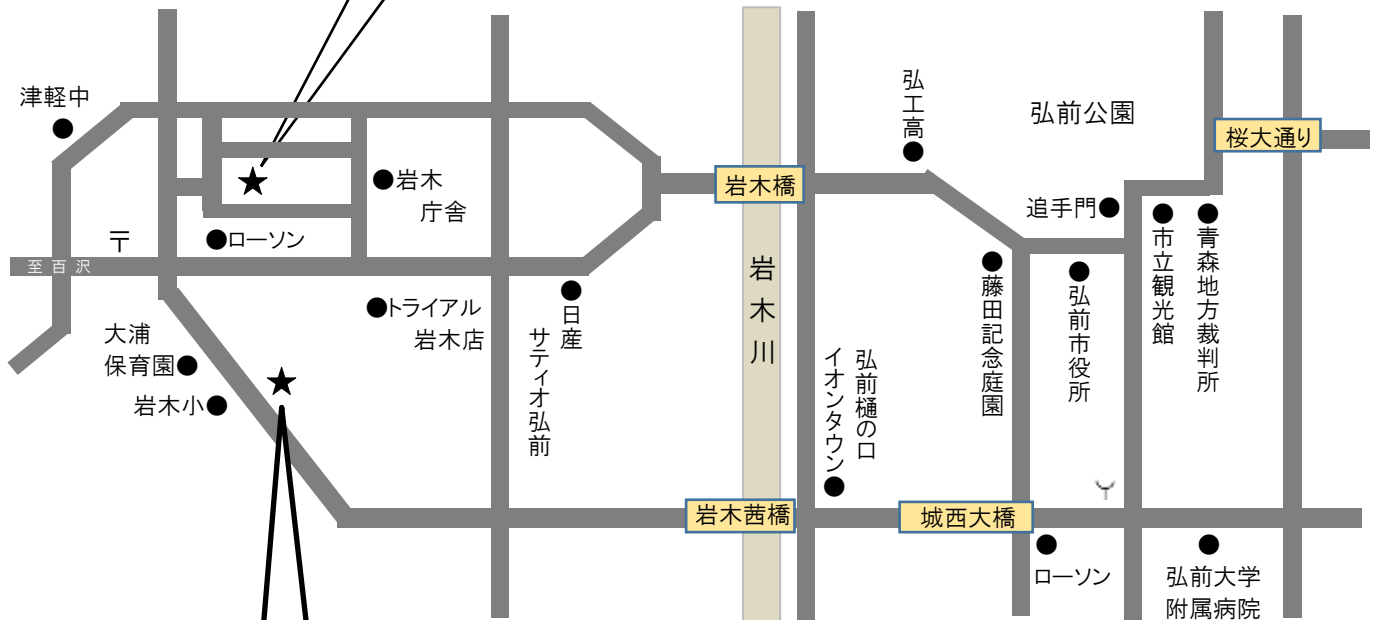 津軽中
〒
至百沢
大浦
保育園
岩木小
岩木
庁舎
ローソン
トライアル
岩木店
日産
サティオ弘前
岩木橋
岩木川
岩木茜橋
弘前樋の口
イオンタウン
弘工高
弘前公園
桜大通り
追手門
市立観光館
青森地方裁判所
藤田記念庭園
弘前市役所
城西大橋
ローソン
弘前大学
附属病院